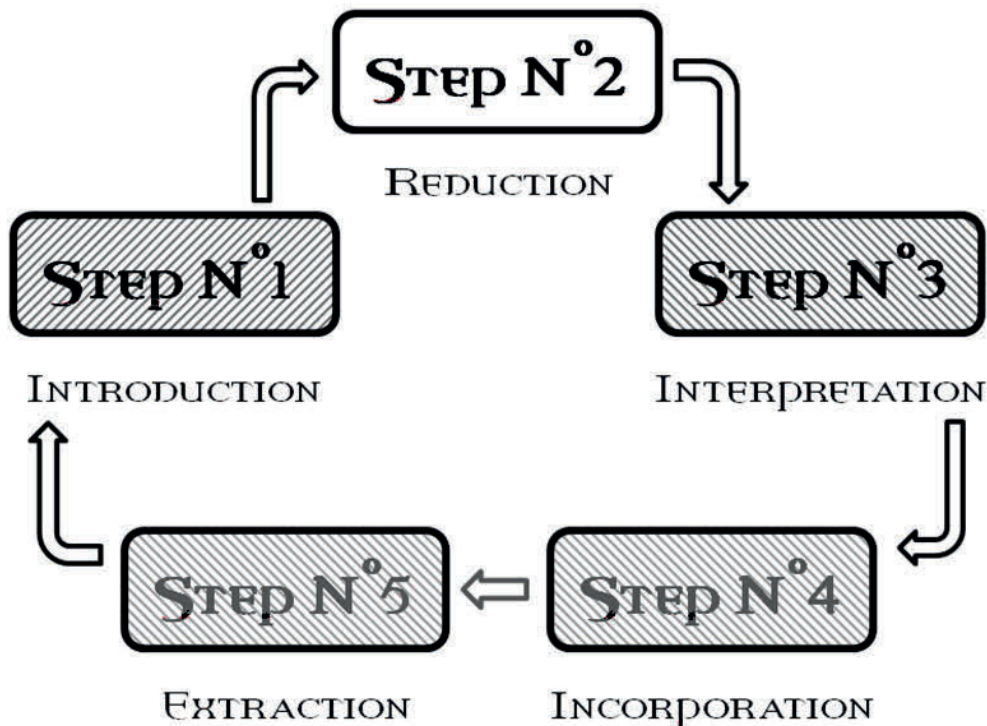 Step N°2
Reduction
Step N°1
Step N°3
Introduction
Interpretation
Step N°5
Step N°4
Extraction
Incorporation